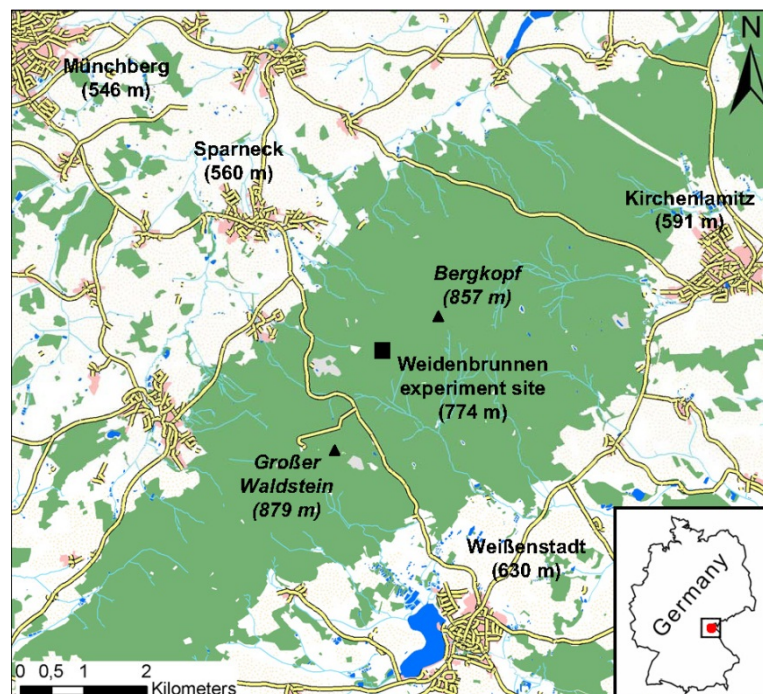 N
Münchberg
(546 m)
Sparneck
(560 m)
Kirchenlamitz
(591 m)
Bergkopf
(857 m)
Weidenbrunnen
experiment site
(774 m)
Großer
Waldstein
(879 m)
Weißenstadt
(630 m)
Germany
0 0,5 1 2
Kilometers